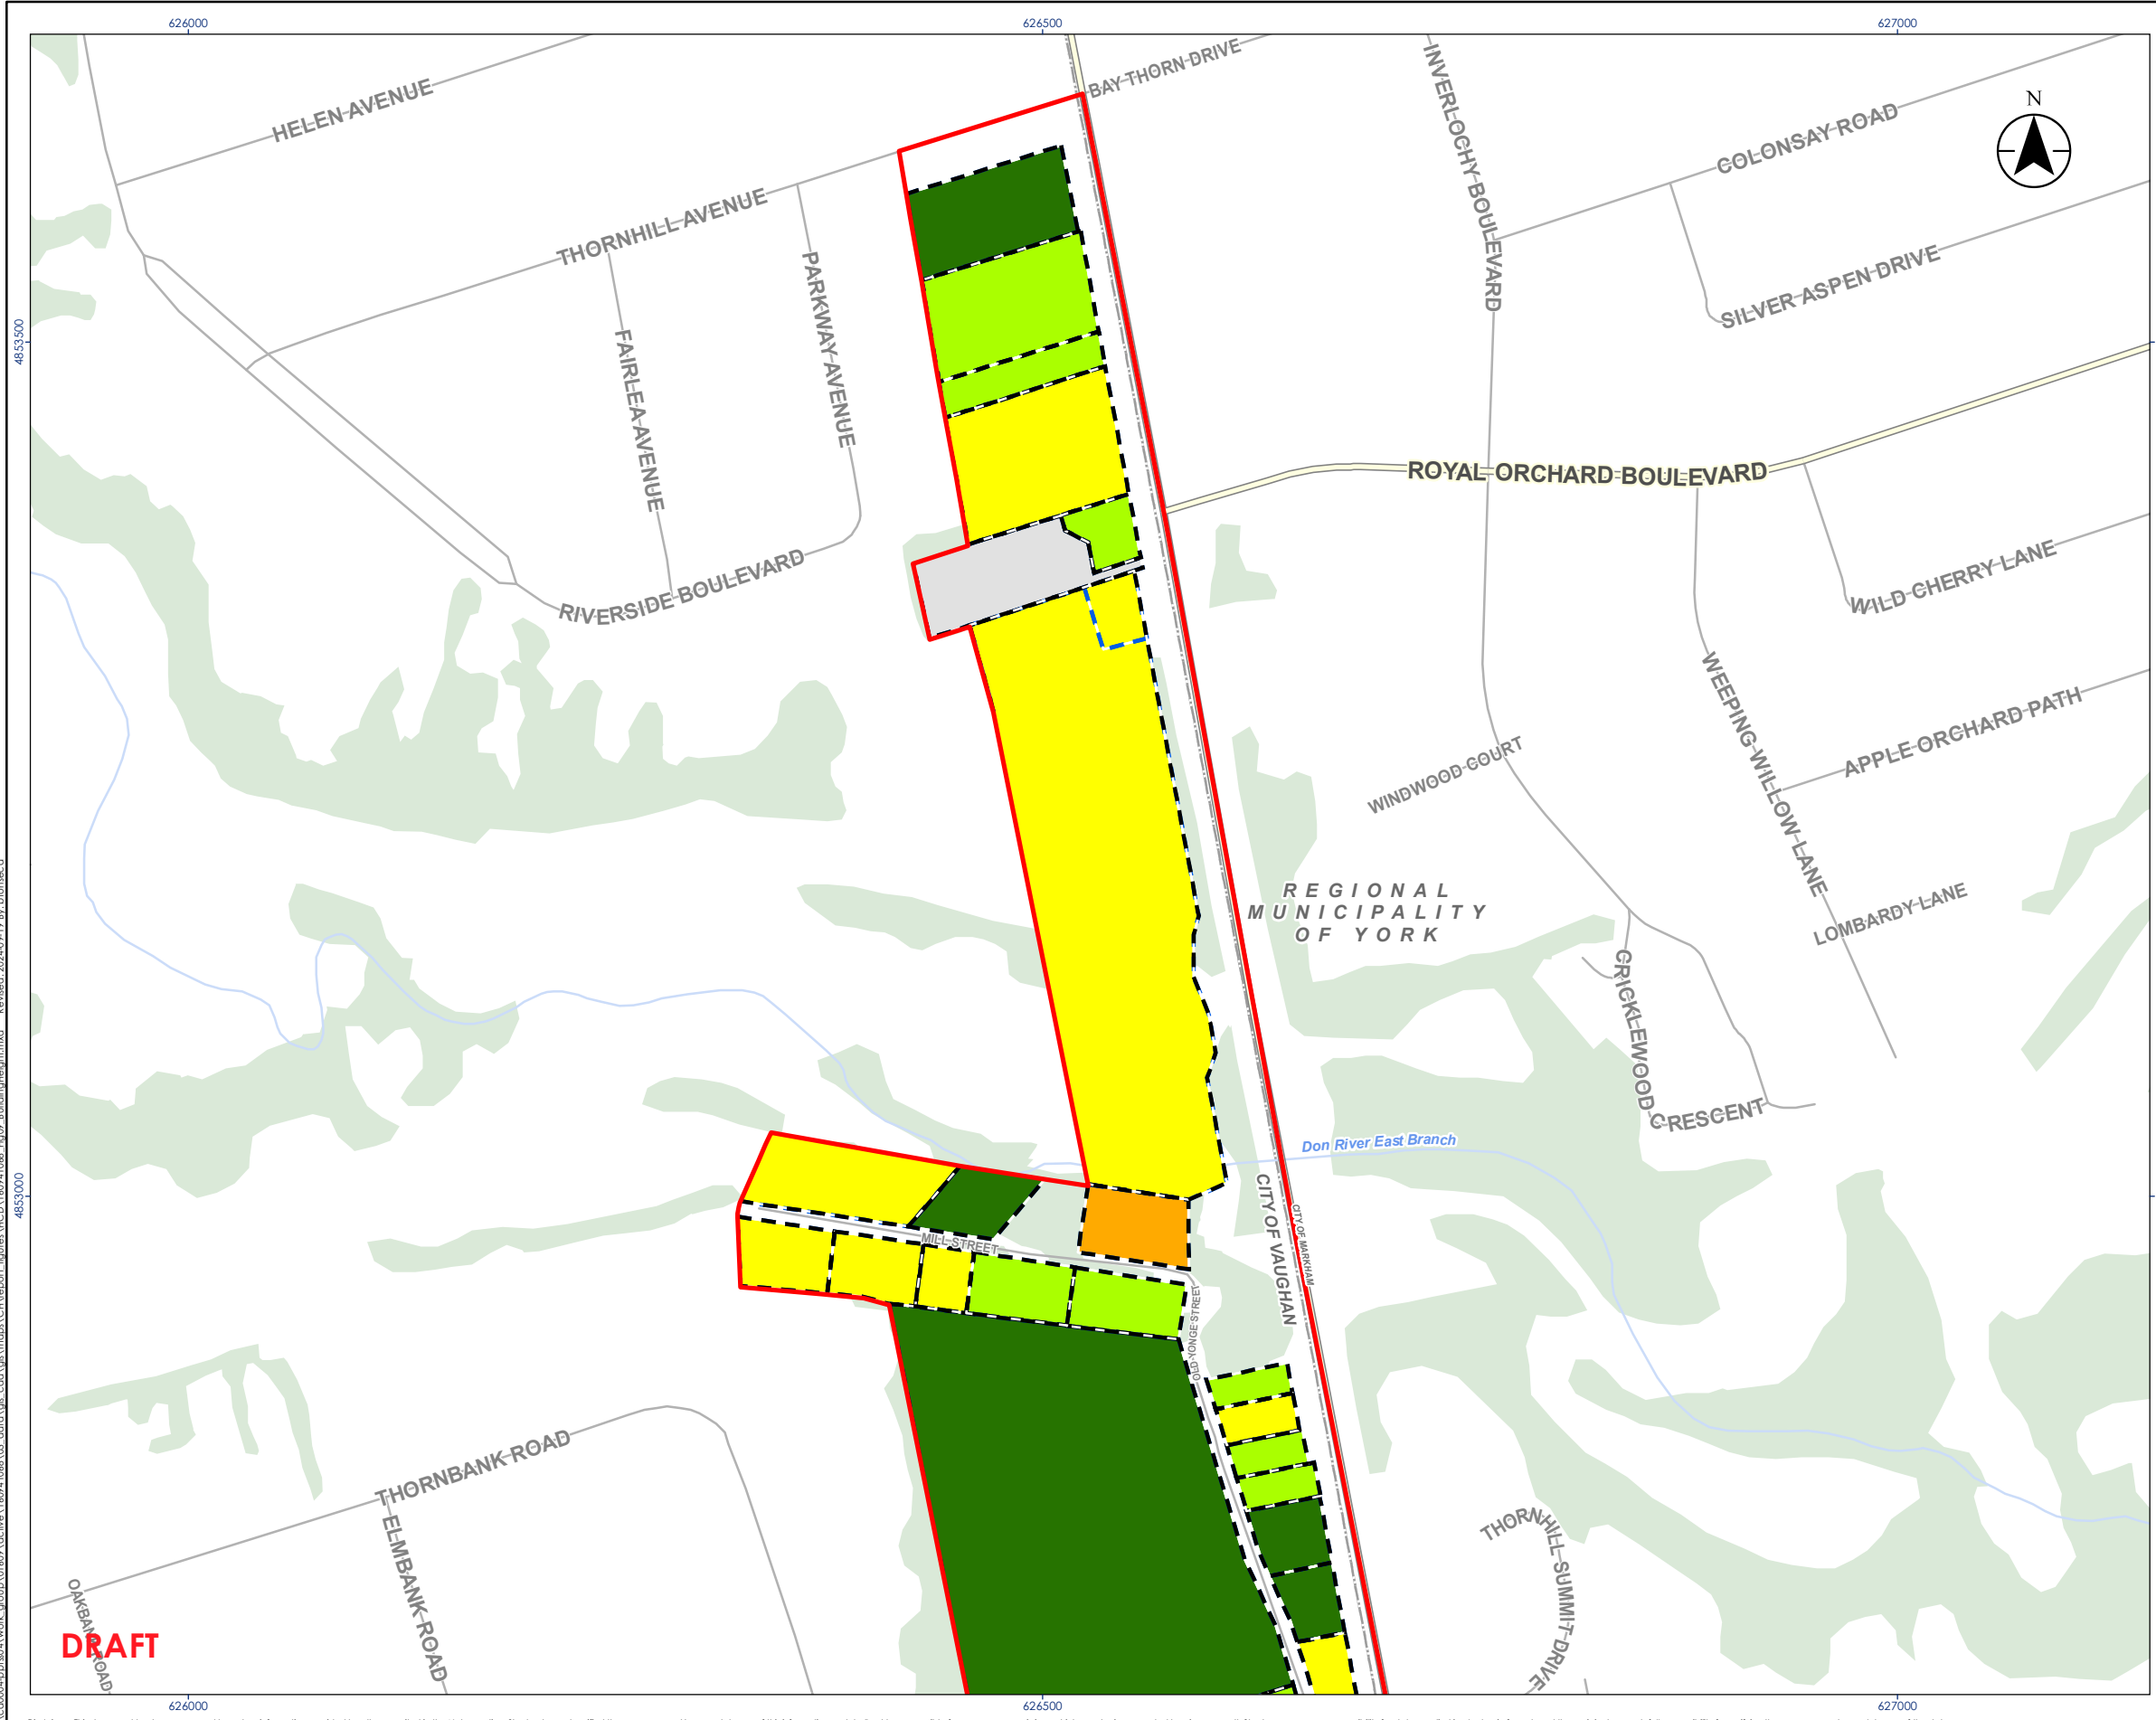 626000
626500
627000
HELEN AVENUE
BAY THORN DRIVE
INVERLOCHY BOULEVARD
COLONSAY ROAD
N
THORNHILL AVENUE
PARKWAY AVENUE
FAIRLEA AVENUE
SILVER ASPEN DRIVE
4853500
ROYAL ORCHARD BOULEVARD
RIVERSIDE BOULEVARD
WILD CHERRY LANE
WEEPING WILLOW LANE
APPLE ORCHARD PATH
WINDWOOD COURT
REGIONAL
MUNICIPALITY
OF YORK
LOMBARDY LANE
CRICKLEWOOD
CRESCENT
Don River East Branch
4853000
CITY OF VAUGHAN
CITY OF MARKHAM
MILL STREET
OLD YONGE STREET
THORNBANK ROAD
ELMBANK ROAD
OAKBANK ROAD
THORNHILL SUMMIT DRIVE
DRAFT
626000
626500
627000